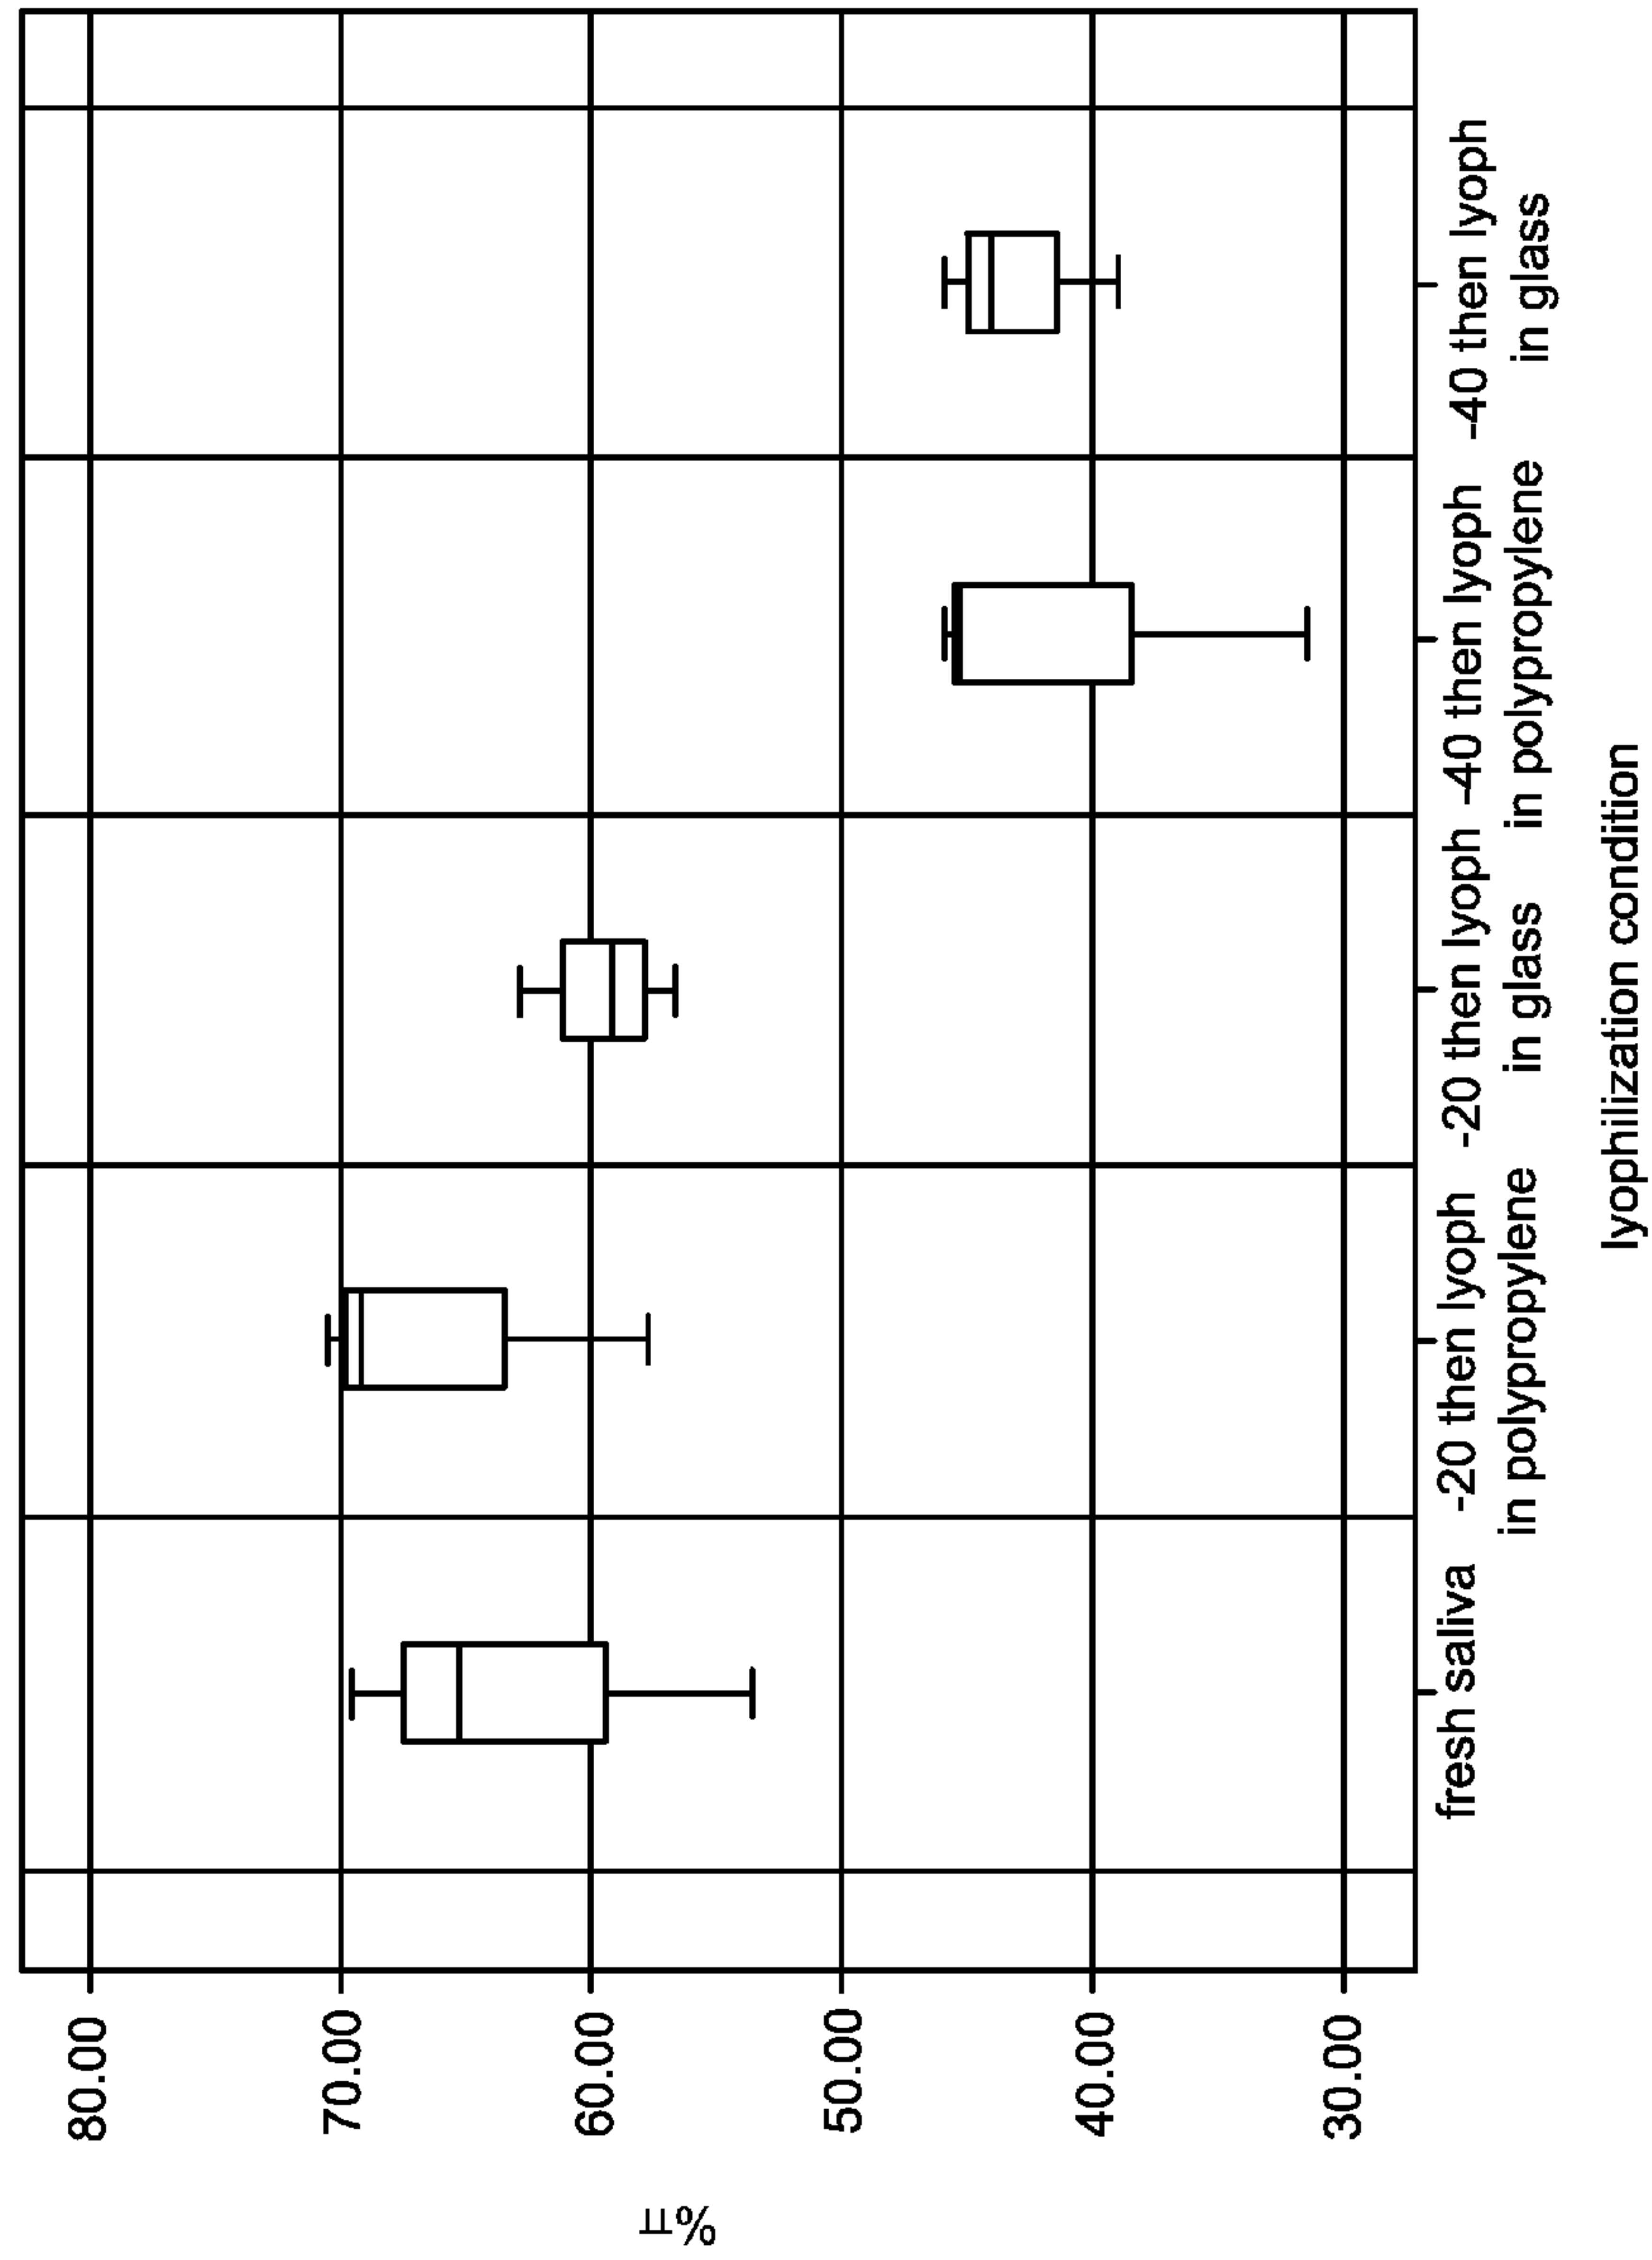 80.00
70.00
60.00
50.00
40.00
30.00
%
fresh saliva
-20 then lyoph
in polypropylene
-20 then lyoph
in glass
-40 then lyoph
in polypropylene
-40 then lyoph
in glass
lyophilization condition